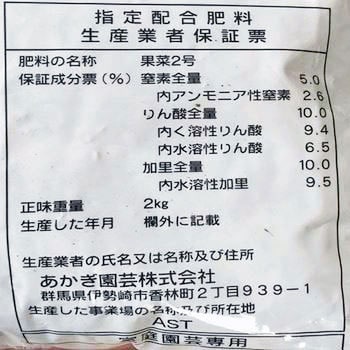 指定配合肥料
生産業者保証票
肥料の名称 果菜2号
保証成分票(%) 窒素全量 5.0
内アンモニア性窒素 2.6
りん酸全量 10.0
内く溶性りん酸 9.4
内水溶性りん酸 6.5
加里全量 10.0
内水溶性加里 9.5
正味重量 2kg
生産した年月 欄外に記載
生産業者の氏名又は名称及び住所
あかぎ園芸株式会社
群馬県伊勢崎市香林町2丁目939-1
生産した事業場の名称及び所在地
AST
家庭園芸専用